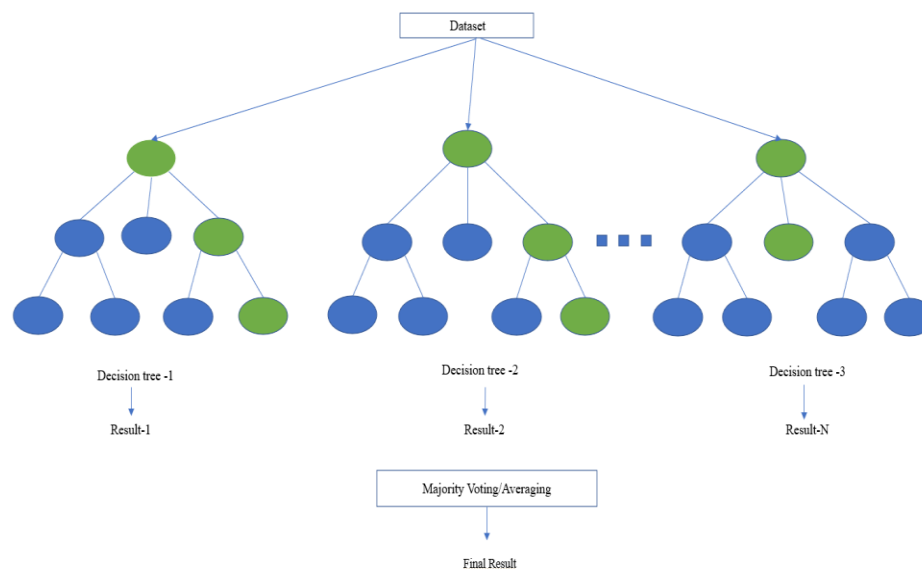 Dataset
Decision tree -1
Decision tree -2
Decision tree -3
Result-1
Result-2
Result-N
Majority Voting/Averaging
Final Result